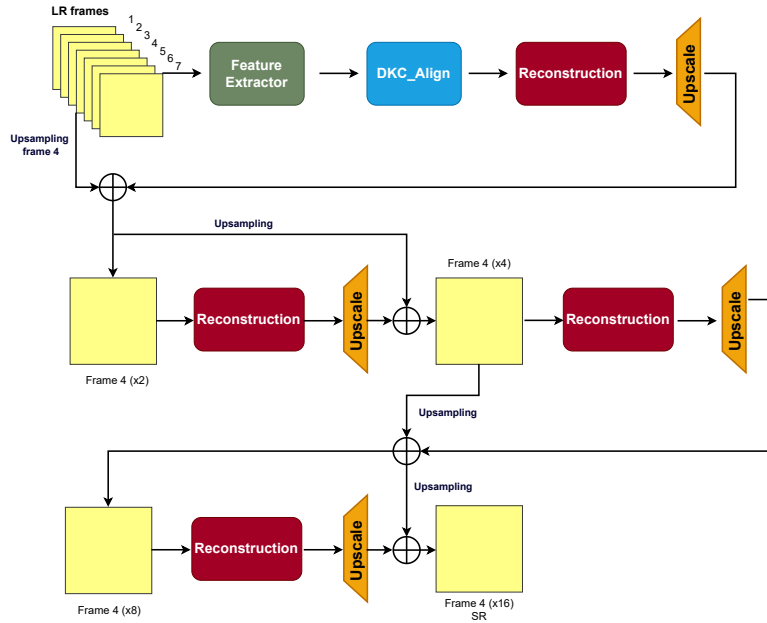 LR frames
1
2
3
4
5
6
7
Feature
Extractor
DKC_Align
Reconstruction
Upscale
Upsampling
frame 4
Upsampling
Frame 4 (x4)
Reconstruction
Upscale
Reconstruction
Upscale
Frame 4 (x2)
Upsampling
Upsampling
Reconstruction
Upscale
Frame 4 (x8)
Frame 4 (x16)
SR